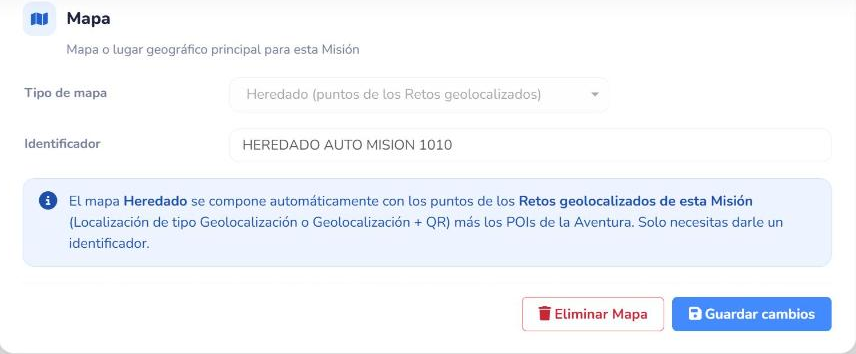 Mapa
Mapa o lugar geográfico principal para esta Misión
Tipo de mapa
Heredado (puntos de los Retos geolocalizados)
Identificador
HEREDADO AUTO MISION 1010
El mapa Heredado se compone automáticamente con los puntos de los Retos geolocalizados de esta Misión
(Localización de tipo Geolocalización o Geolocalización + QR) más los POIs de la Aventura. Solo necesitas darle un
identificador.
Eliminar Mapa
Guardar cambios